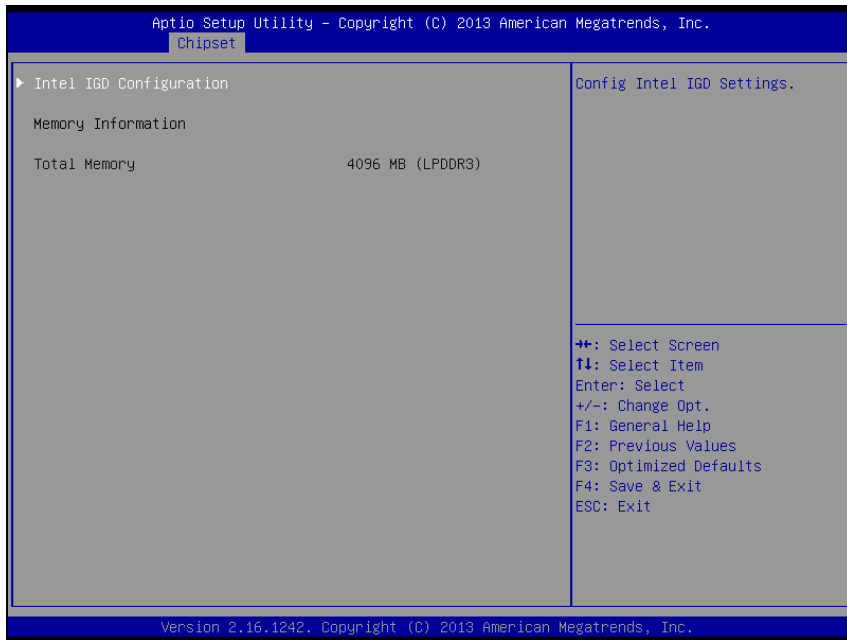 Aptio Setup Utility – Copyright (C) 2013 American Megatrends, Inc.
Chipset
▶ Intel IGD Configuration
Memory Information
Total Memory 4096 MB (LPDDR3)
Config Intel IGD Settings.
→←: Select Screen
↑↓: Select Item
Enter: Select
+/-: Change Opt.
F1: General Help
F2: Previous Values
F3: Optimized Defaults
F4: Save & Exit
ESC: Exit
Version 2.16.1242. Copyright (C) 2013 American Megatrends, Inc.